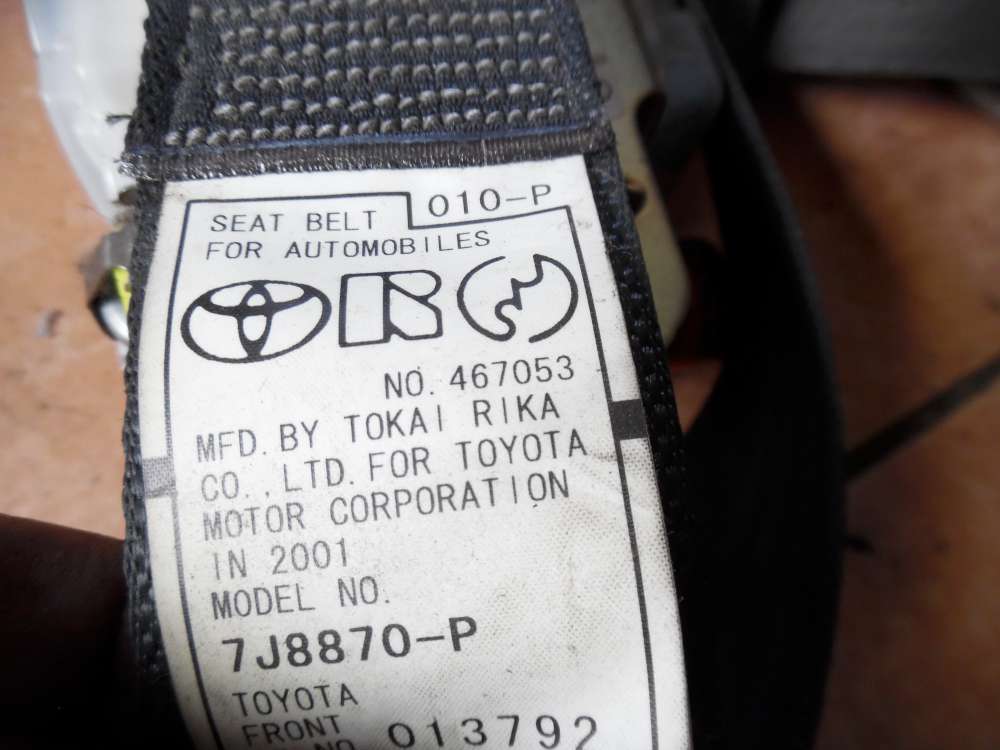 SEAT BELT 010-P
FOR AUTOMOBILES
NO. 467053
MFD. BY TOKAI RIKA
CO., LTD. FOR TOYOTA
MOTOR CORPORATION
IN 2001
MODEL NO.
7J8870-P
TOYOTA
FRONT 013792
NO